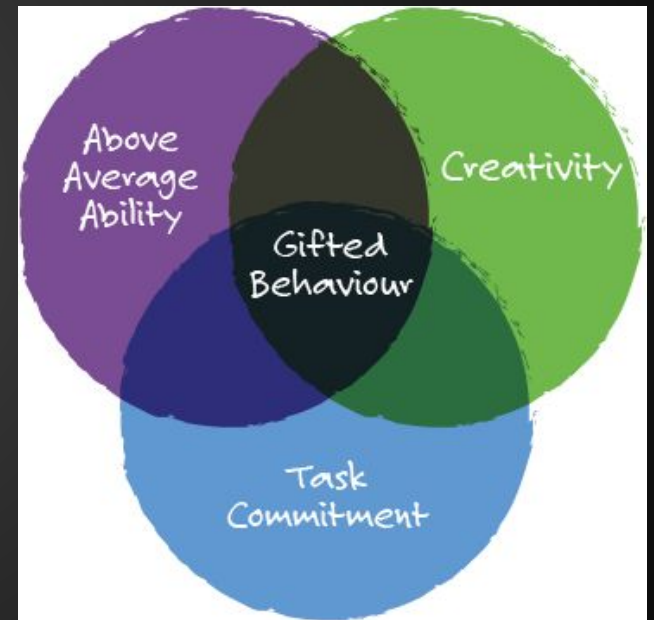 Above
Average
Ability
Creativity
Gifted
Behaviour
Task
Commitment